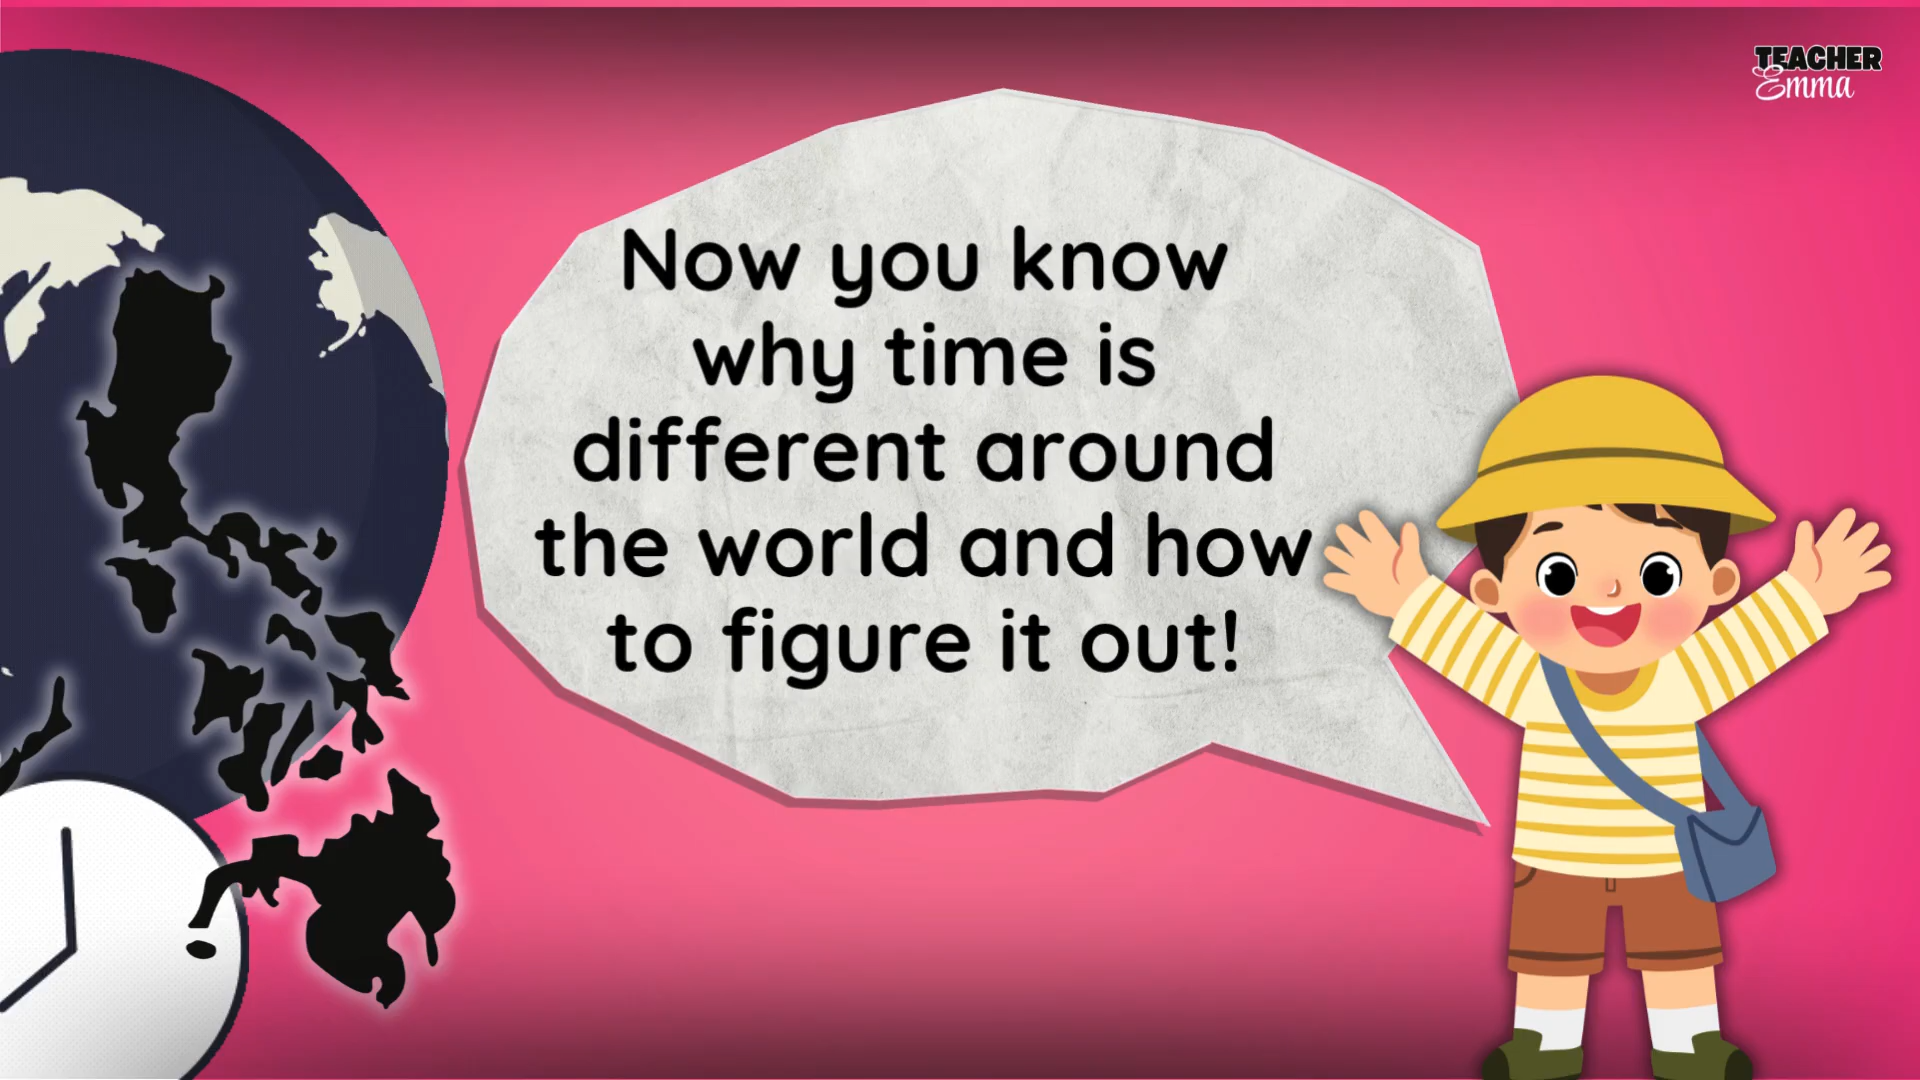 TEACHER
Emma
Now you know
why time is
different around
the world and how
to figure it out!